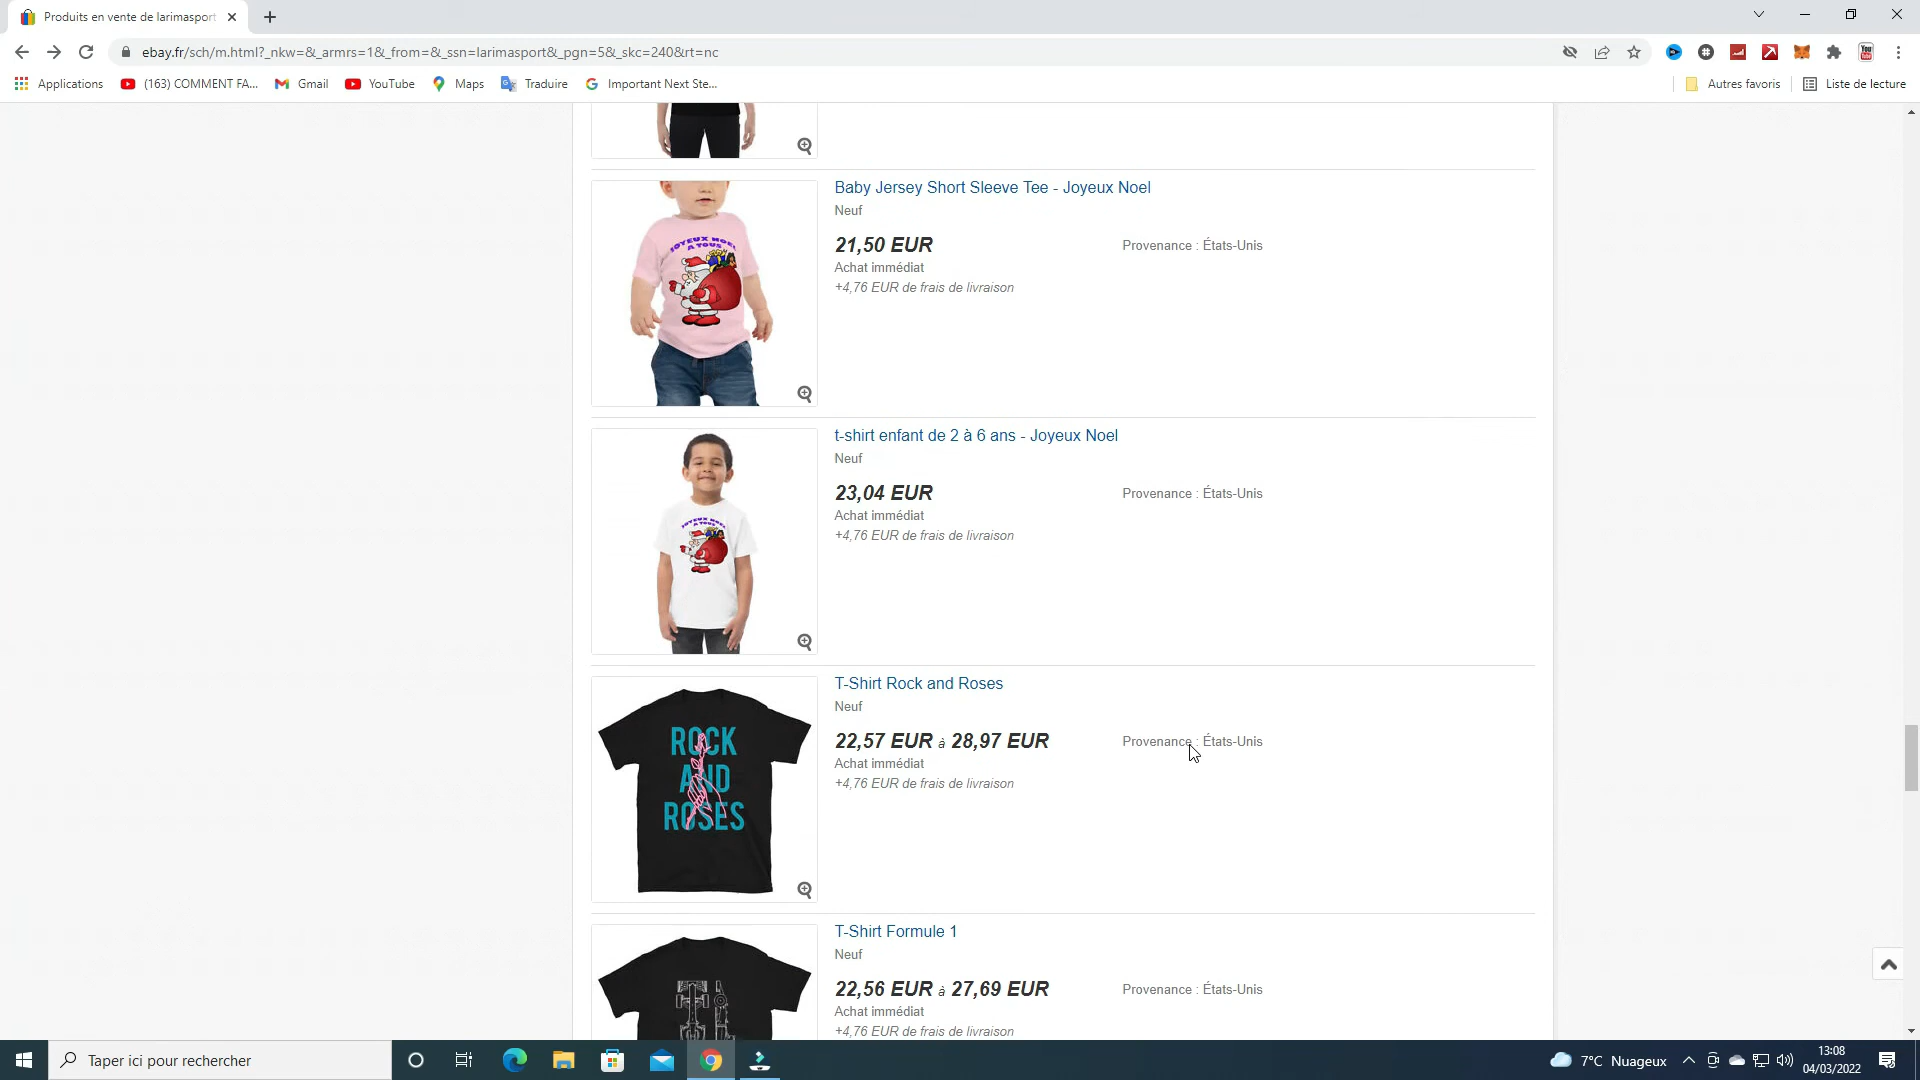 Produits en vente de larimasport
ebay.fr/sch/m.html?_nkw=&_armrs=1&_from=&_ssn=larimasport&_pgn=5&_skc=240&rt=nc
Applications
(163) COMMENT FA...
Gmail
YouTube
Maps
Traduire
Important Next Ste...
Autres favoris
Liste de lecture
Baby Jersey Short Sleeve Tee - Joyeux Noel
Neuf
21,50 EUR
Provenance : États-Unis
Achat immédiat
+4,76 EUR de frais de livraison
JOYEUX NOEL
A TOUS
t-shirt enfant de 2 à 6 ans - Joyeux Noel
Neuf
23,04 EUR
Provenance : États-Unis
Achat immédiat
+4,76 EUR de frais de livraison
JOYEUX NOEL
A TOUS
T-Shirt Rock and Roses
Neuf
22,57 EUR à 28,97 EUR
Provenance : États-Unis
Achat immédiat
+4,76 EUR de frais de livraison
ROCK
AND
ROSES
T-Shirt Formule 1
Neuf
22,56 EUR à 27,69 EUR
Provenance : États-Unis
Achat immédiat
+4,76 EUR de frais de livraison
Taper ici pour rechercher
7°C Nuageux
13:08
04/03/2022